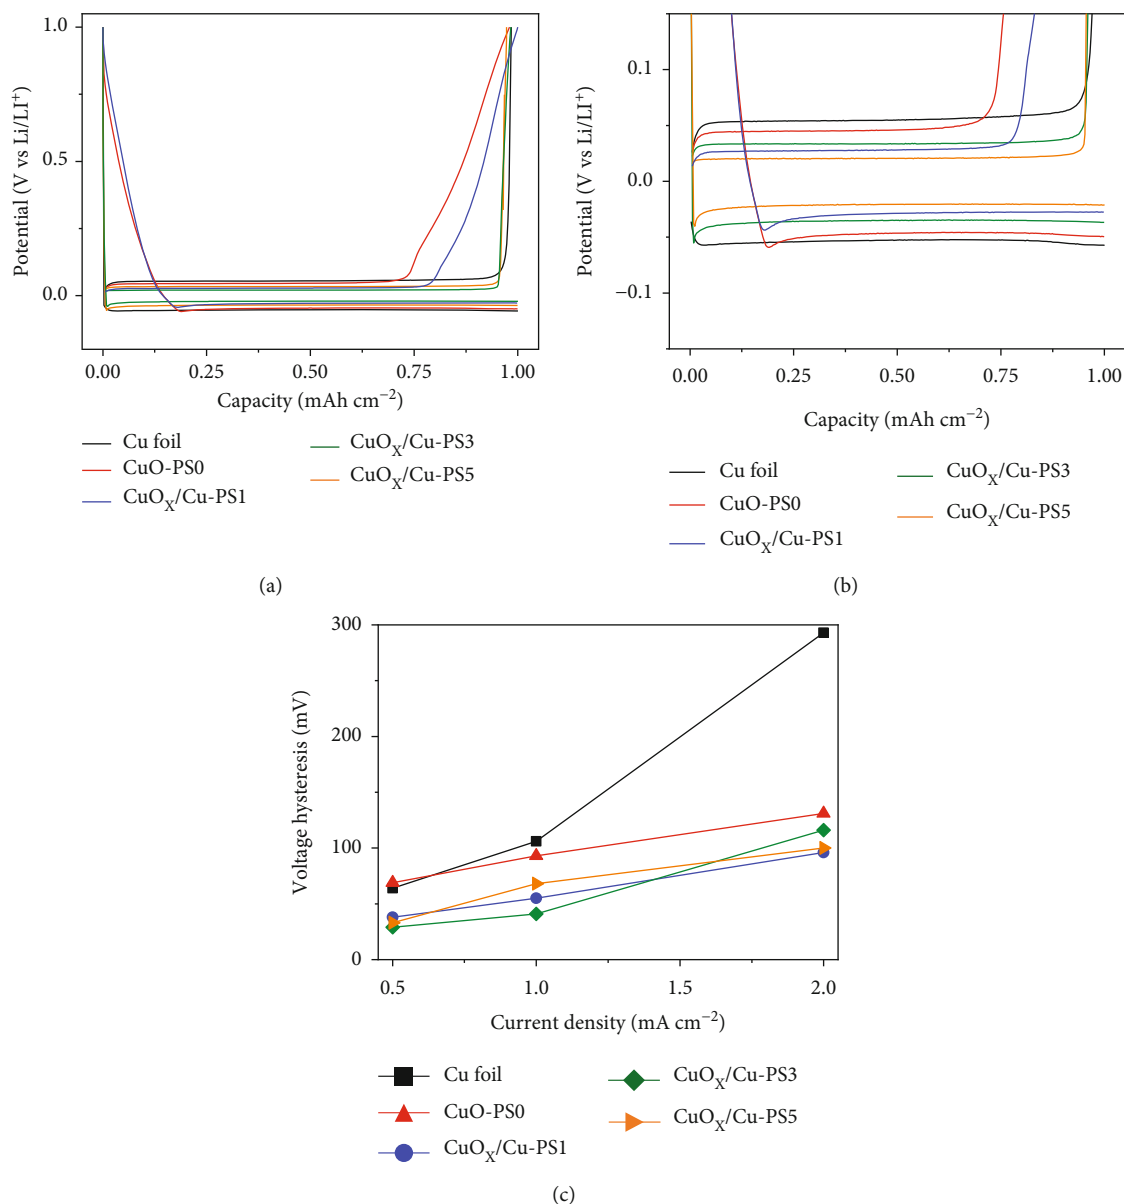 1.0
0.5
0.0
Potential (V vs Li/LI⁺)
0.00 0.25 0.50 0.75 1.00
Capacity (mAh cm⁻²)
Cu foil
CuO-PS0
CuOₓ/Cu-PS1
CuOₓ/Cu-PS3
CuOₓ/Cu-PS5
(a)
0.1
0.0
−0.1
Potential (V vs Li/LI⁺)
0.00 0.25 0.50 0.75 1.00
Capacity (mAh cm⁻²)
Cu foil
CuO-PS0
CuOₓ/Cu-PS1
CuOₓ/Cu-PS3
CuOₓ/Cu-PS5
(b)
300
200
100
0
Voltage hysteresis (mV)
0.5 1.0 1.5 2.0
Current density (mA cm⁻²)
Cu foil
CuO-PS0
CuOₓ/Cu-PS1
CuOₓ/Cu-PS3
CuOₓ/Cu-PS5
(c)